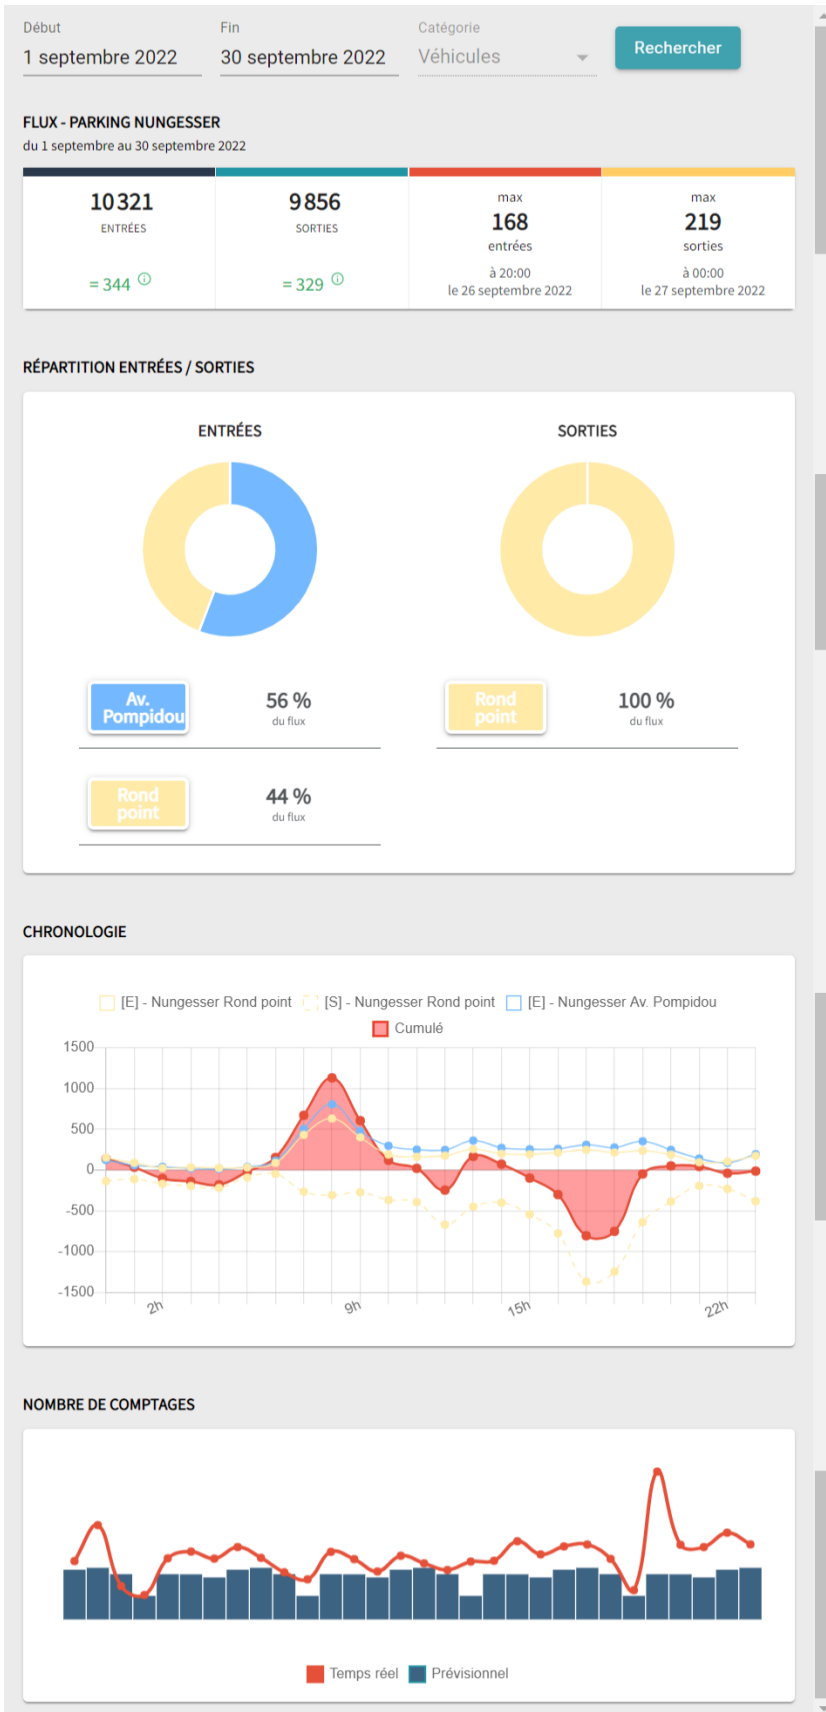 Début
Fin
Catégorie
1 septembre 2022
30 septembre 2022
Véhicules
Rechercher
FLUX - PARKING NUNGESSER
du 1 septembre au 30 septembre 2022
10 321
ENTRÉES
= 344
9 856
SORTIES
= 329
max
168
entrées
à 20:00
le 26 septembre 2022
max
219
sorties
à 00:00
le 27 septembre 2022
RÉPARTITION ENTRÉES / SORTIES
ENTRÉES
SORTIES
Av.
Pompidou
56 %
du flux
Rond
point
100 %
du flux
Rond
point
44 %
du flux
CHRONOLOGIE
[E] - Nungesser Rond point
[S] - Nungesser Rond point
[E] - Nungesser Av. Pompidou
Cumulé
1500
1000
500
0
-500
-1000
-1500
2h
9h
15h
22h
NOMBRE DE COMPTAGES
Temps réel
Prévisionnel